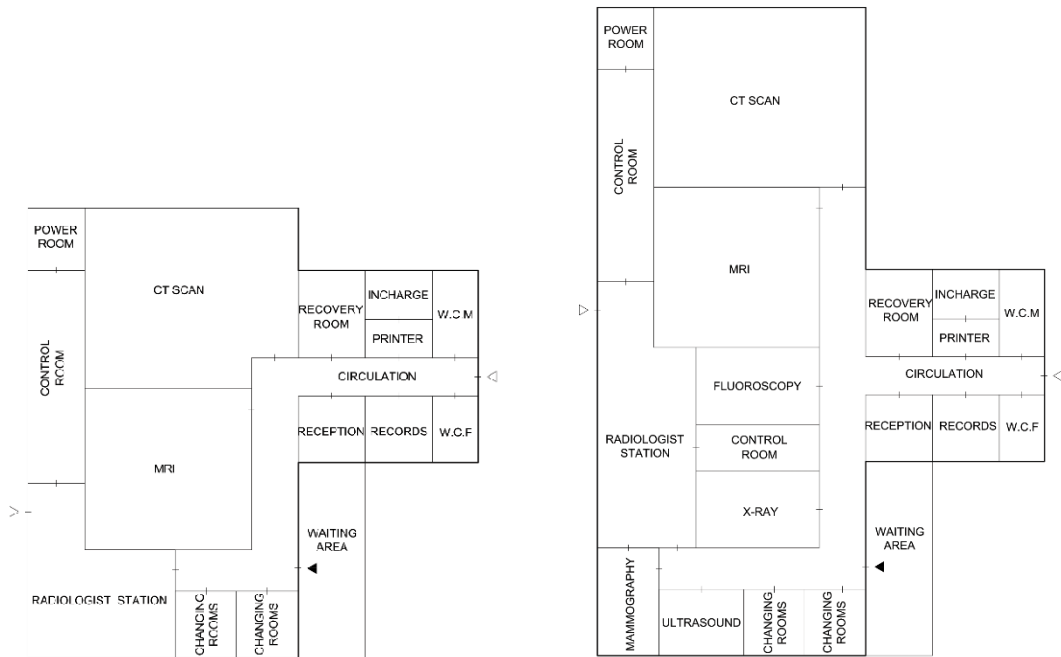 POWER
ROOM
CT SCAN
CONTROL
ROOM
RECOVERY
ROOM
INCHARGE
PRINTER
W.C.M
CIRCULATION
RECEPTION
RECORDS
W.C.F
MRI
WAITING
AREA
RADIOLOGIST STATION
CHANGING
ROOMS
CHANGING
ROOMS
POWER
ROOM
CT SCAN
CONTROL
ROOM
MRI
RECOVERY
ROOM
INCHARGE
PRINTER
W.C.M
CIRCULATION
FLUOROSCOPY
RECEPTION
RECORDS
W.C.F
RADIOLOGIST
STATION
CONTROL
ROOM
X-RAY
WAITING
AREA
MAMMOGRAPHY
ULTRASOUND
CHANGING
ROOMS
CHANGING
ROOMS